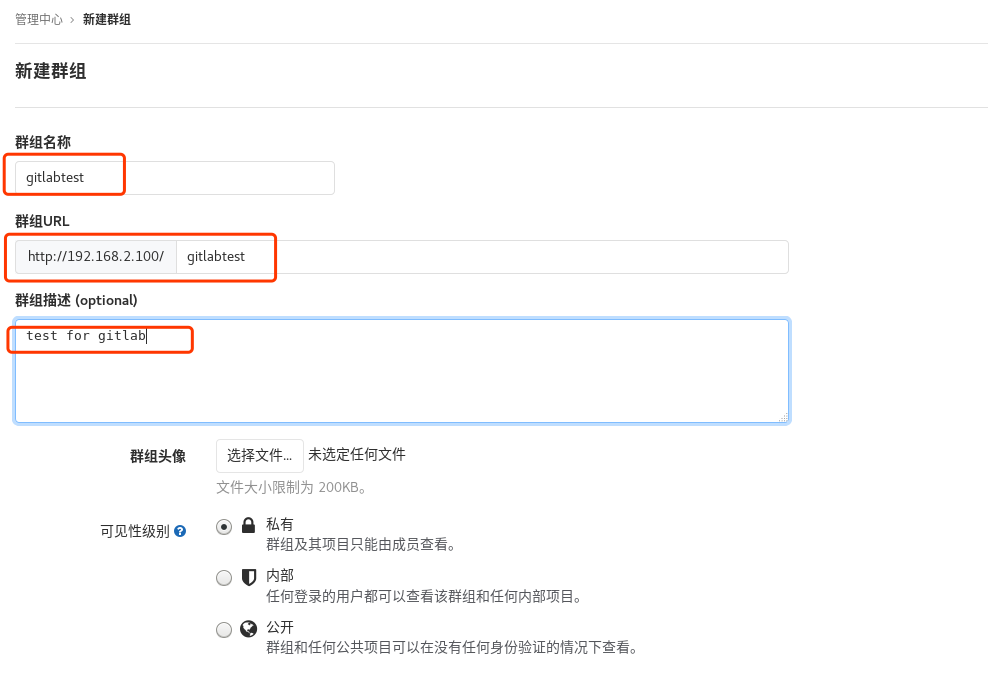 管理中心 › 新建群组
新建群组
群组名称
gitlabtest
群组URL
http://192.168.2.100/ gitlabtest
群组描述 (optional)
test for gitlab
群组头像 选择文件... 未选定任何文件
文件大小限制为 200KB。
可见性级别 ? 私有
群组及其项目只能由成员查看。
内部
任何登录的用户都可以查看该群组和任何内部项目。
公开
群组和任何公共项目可以在没有任何身份验证的情况下查看。